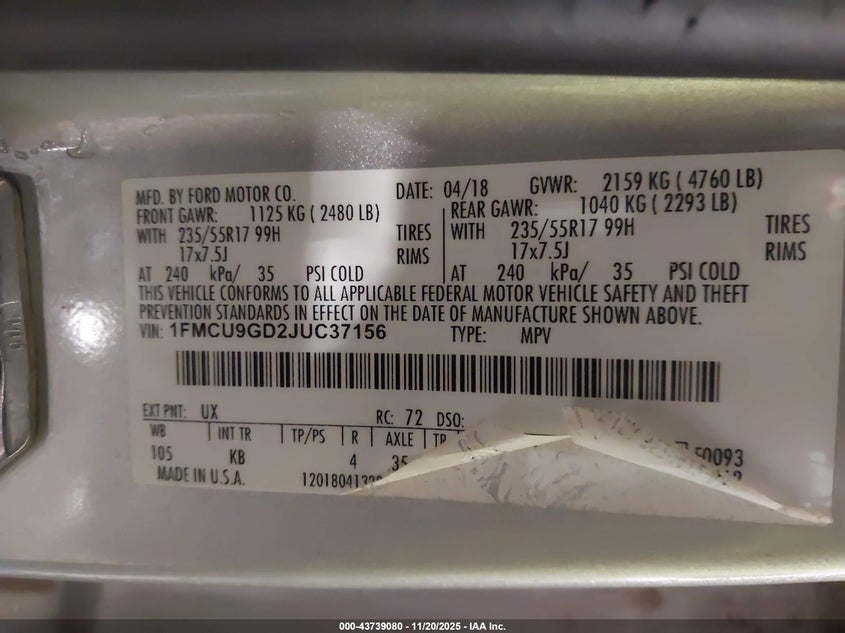 MFD. BY FORD MOTOR CO. DATE: 04/18 GVWR: 2159 KG ( 4760 LB)
FRONT GAWR: 1125 KG ( 2480 LB) REAR GAWR: 1040 KG ( 2293 LB)
WITH 235/55R17 99H TIRES WITH 235/55R17 99H TIRES
17x7.5J RIMS 17x7.5J RIMS
AT 240 kPa/ 35 PSI COLD AT 240 kPa/ 35 PSI COLD
THIS VEHICLE CONFORMS TO ALL APPLICABLE FEDERAL MOTOR VEHICLE SAFETY AND THEFT
PREVENTION STANDARDS IN EFFECT ON THE DATE OF MANUFACTURE SHOWN ABOVE.
VIN: 1FMCU9GD2JUC37156 TYPE: MPV
EXT PNT: UX RC: 72 DSO:
WB INT TR TP/PS R AXLE TR
105 KB 4 35 F0093
MADE IN U.S.A.
000-43739080 - 11/20/2025 - IAA Inc.